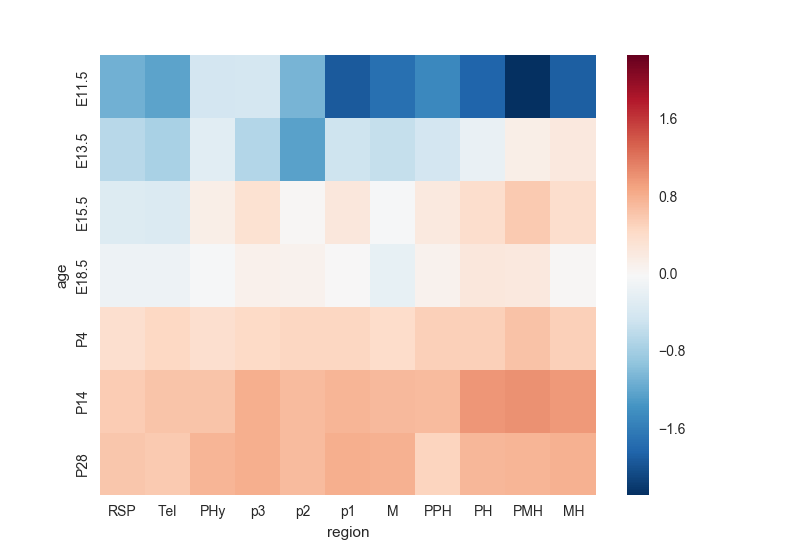 E11.5
E13.5
E15.5
E18.5
P4
P14
P28
age
RSP Tel PHy p3 p2 p1 M PPH PH PMH MH
region
1.6
0.8
0.0
−0.8
−1.6